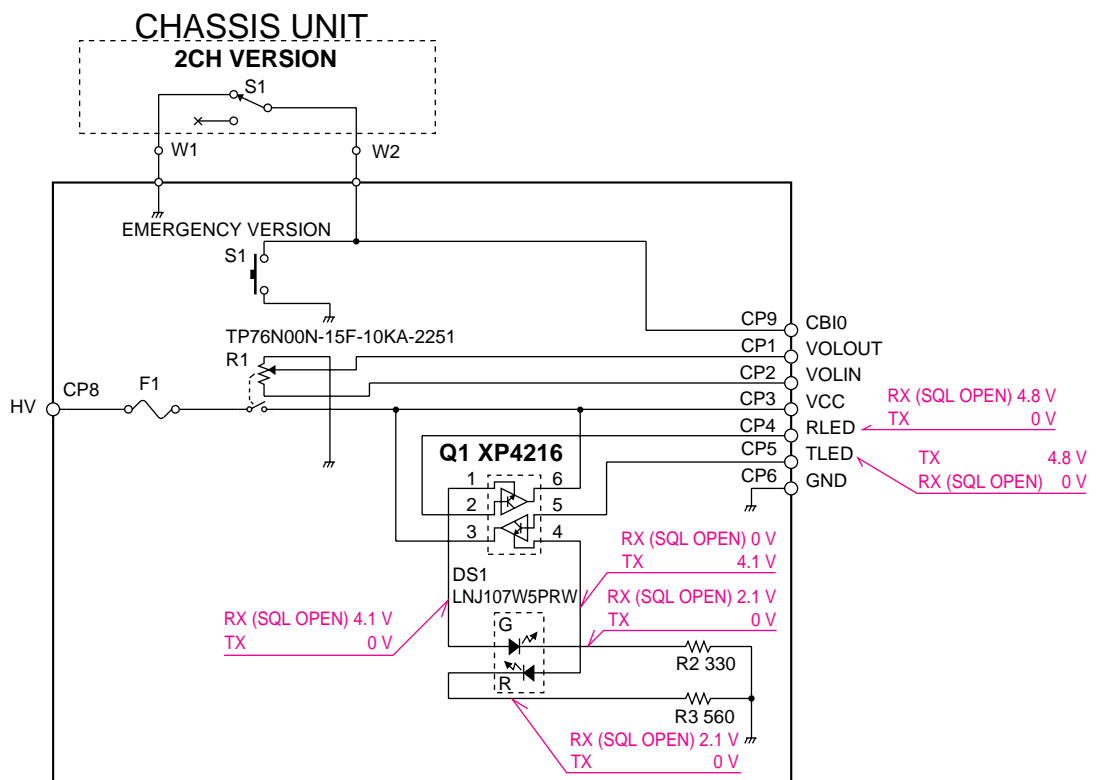 CHASSIS UNIT
2CH VERSION
S1
W1
W2
EMERGENCY VERSION
S1
TP76N00N-15F-10KA-2251
R1
HV
CP8
F1
CP9
CBI0
CP1
VOLOUT
CP2
VOLIN
CP3
VCC
CP4
RLED
CP5
TLED
CP6
GND
RX (SQL OPEN) 4.8 V
TX 0 V
TX 4.8 V
RX (SQL OPEN) 0 V
Q1 XP4216
1
6
2
5
3
4
RX (SQL OPEN) 0 V
TX 4.1 V
DS1
LNJ107W5PRW
RX (SQL OPEN) 2.1 V
TX 0 V
RX (SQL OPEN) 4.1 V
TX 0 V
G
R
R2 330
R3 560
RX (SQL OPEN) 2.1 V
TX 0 V